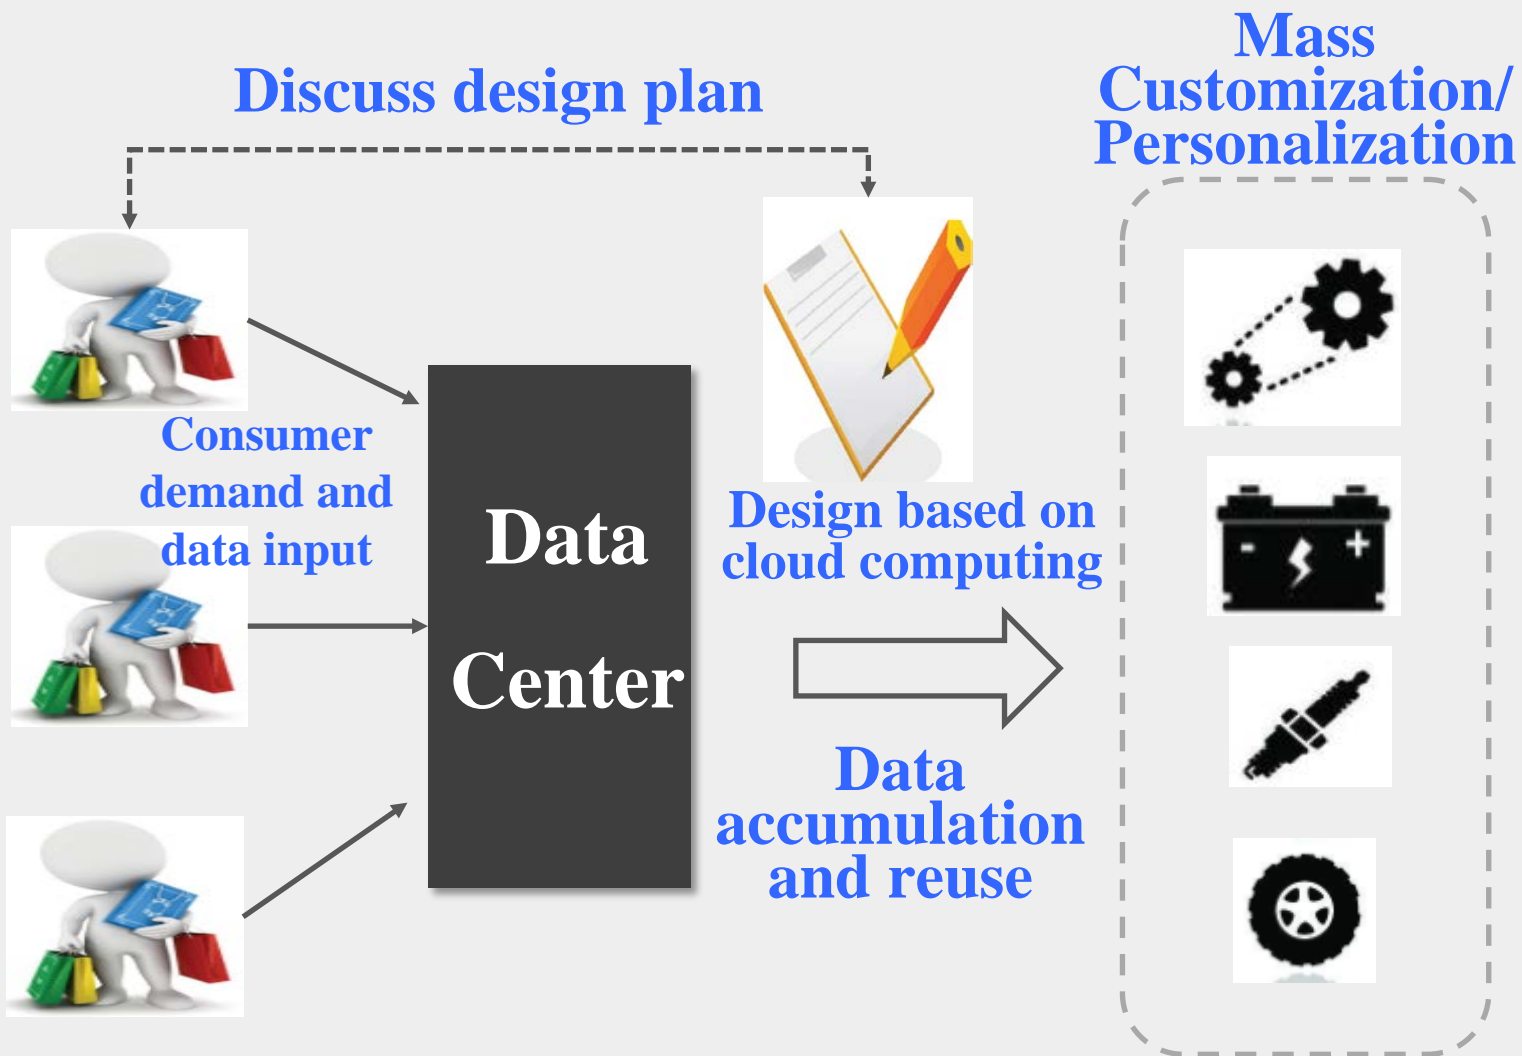 Discuss design plan
Mass
Customization/
Personalization
Consumer
demand and
data input
Data
Center
Design based on
cloud computing
Data
accumulation
and reuse